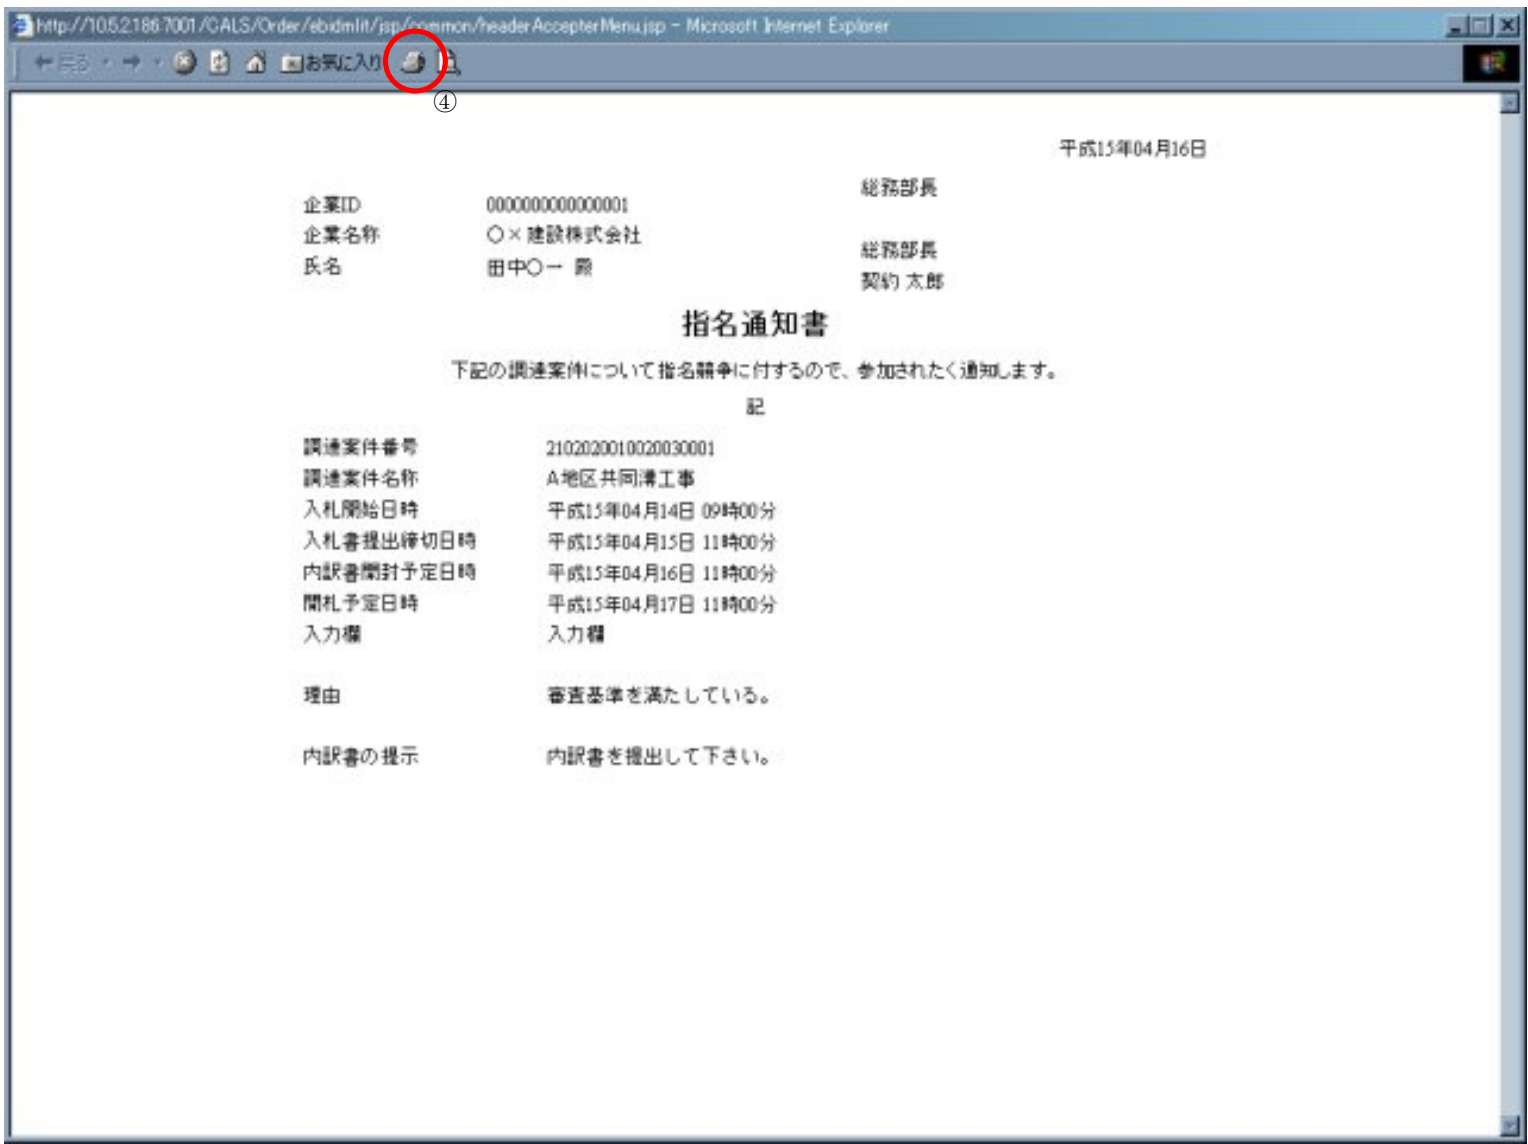 http://10.5.2.186:7001/CALS/Order/ebidmlit/jsp/common/headerAccepterMenu.jsp - Microsoft Internet Explorer
戻る お気に入り
④
平成15年04月16日
総務部長
企業ID 0000000000000001
企業名称 ○×建設株式会社
総務部長
氏名 田中○一 殿
契約 太郎
指名通知書
下記の調達案件について指名競争に付するので、参加されたく通知します。
記
調達案件番号 2102020010020030001
調達案件名称 A地区共同溝工事
入札開始日時 平成15年04月14日 09時00分
入札書提出締切日時 平成15年04月15日 11時00分
内訳書開封予定日時 平成15年04月16日 11時00分
開札予定日時 平成15年04月17日 11時00分
入力欄 入力欄
理由 審査基準を満たしている。
内訳書の提示 内訳書を提出して下さい。